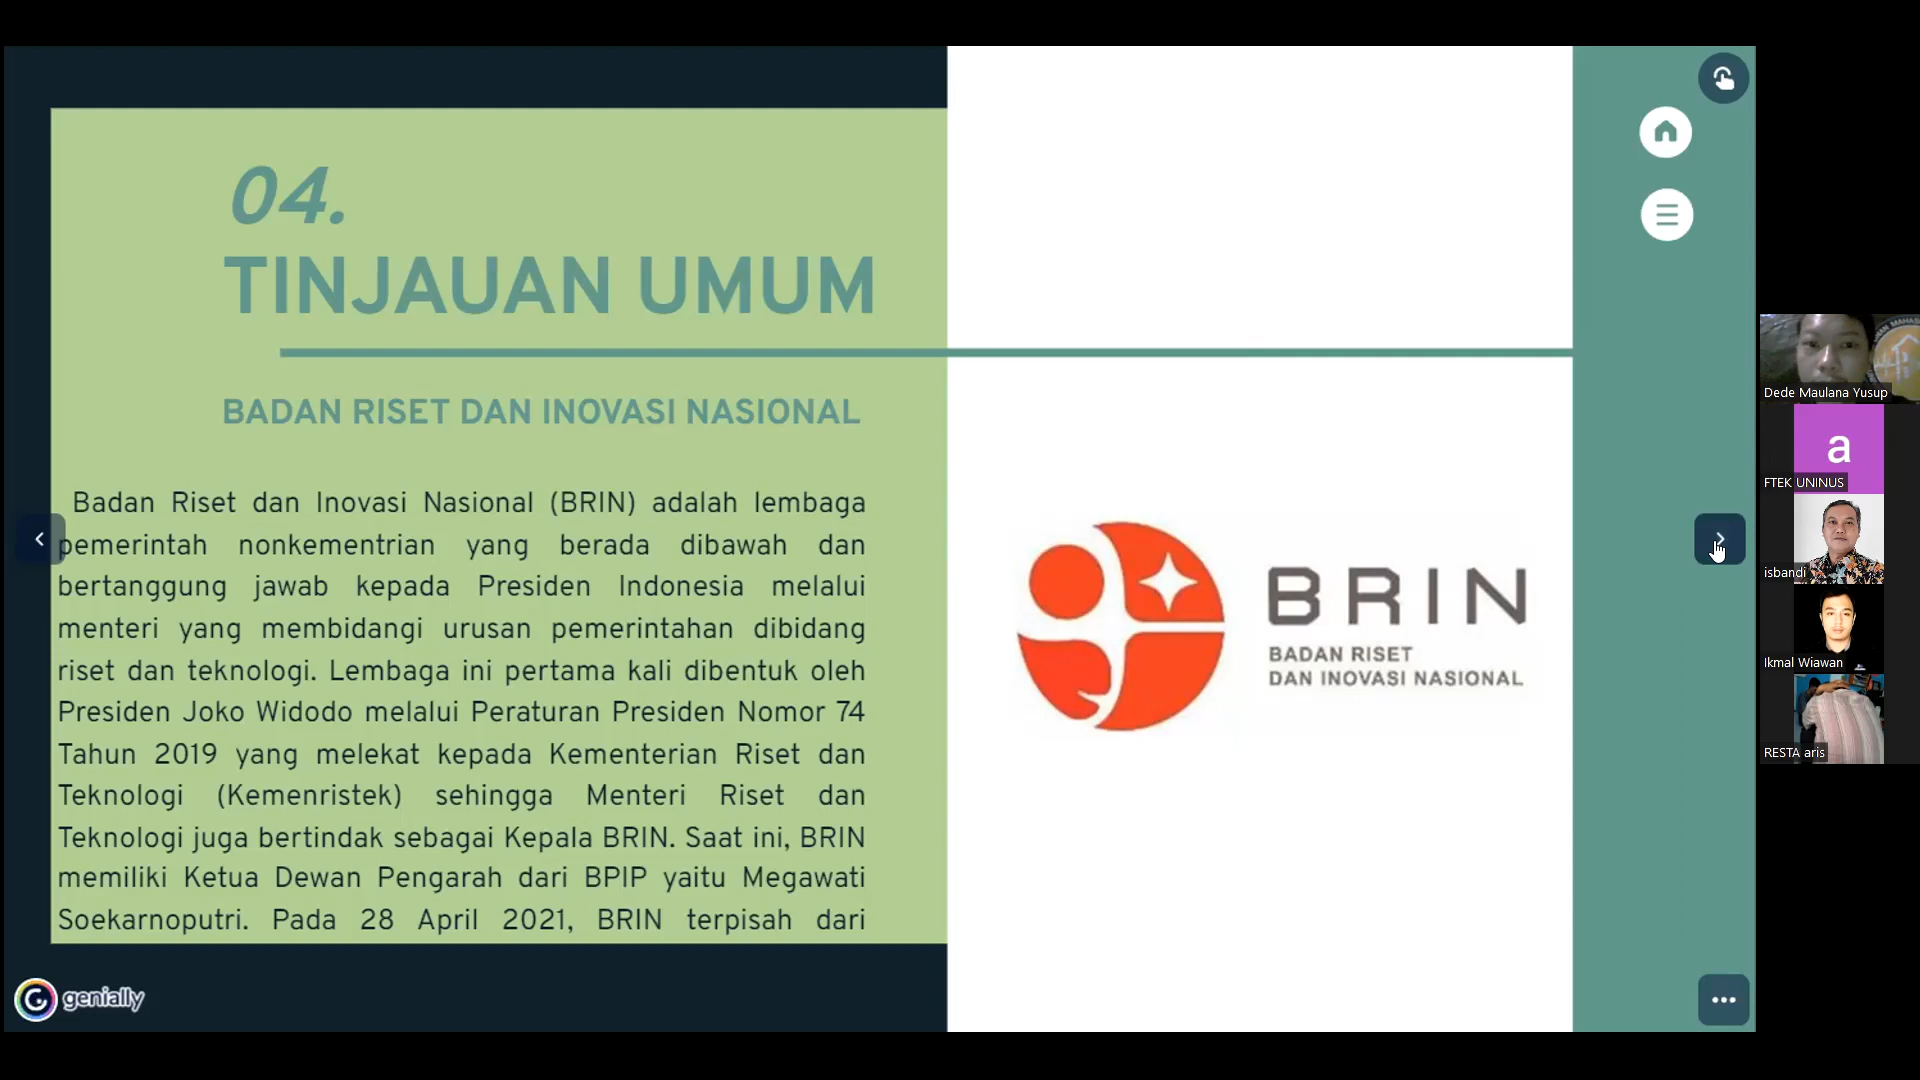 04.
TINJAUAN UMUM
BADAN RISET DAN INOVASI NASIONAL
Badan Riset dan Inovasi Nasional (BRIN) adalah lembaga
pemerintah nonkementrian yang berada dibawah dan
bertanggung jawab kepada Presiden Indonesia melalui
menteri yang membidangi urusan pemerintahan dibidang
riset dan teknologi. Lembaga ini pertama kali dibentuk oleh
Presiden Joko Widodo melalui Peraturan Presiden Nomor 74
Tahun 2019 yang melekat kepada Kementerian Riset dan
Teknologi (Kemenristek) sehingga Menteri Riset dan
Teknologi juga bertindak sebagai Kepala BRIN. Saat ini, BRIN
memiliki Ketua Dewan Pengarah dari BPIP yaitu Megawati
Soekarnoputri. Pada 28 April 2021, BRIN terpisah dari
BRIN
BADAN RISET
DAN INOVASI NASIONAL
genially
Dede Maulana Yusup
a
FTEK UNINUS
isbandi
Ikmal Wiawan
RESTA aris